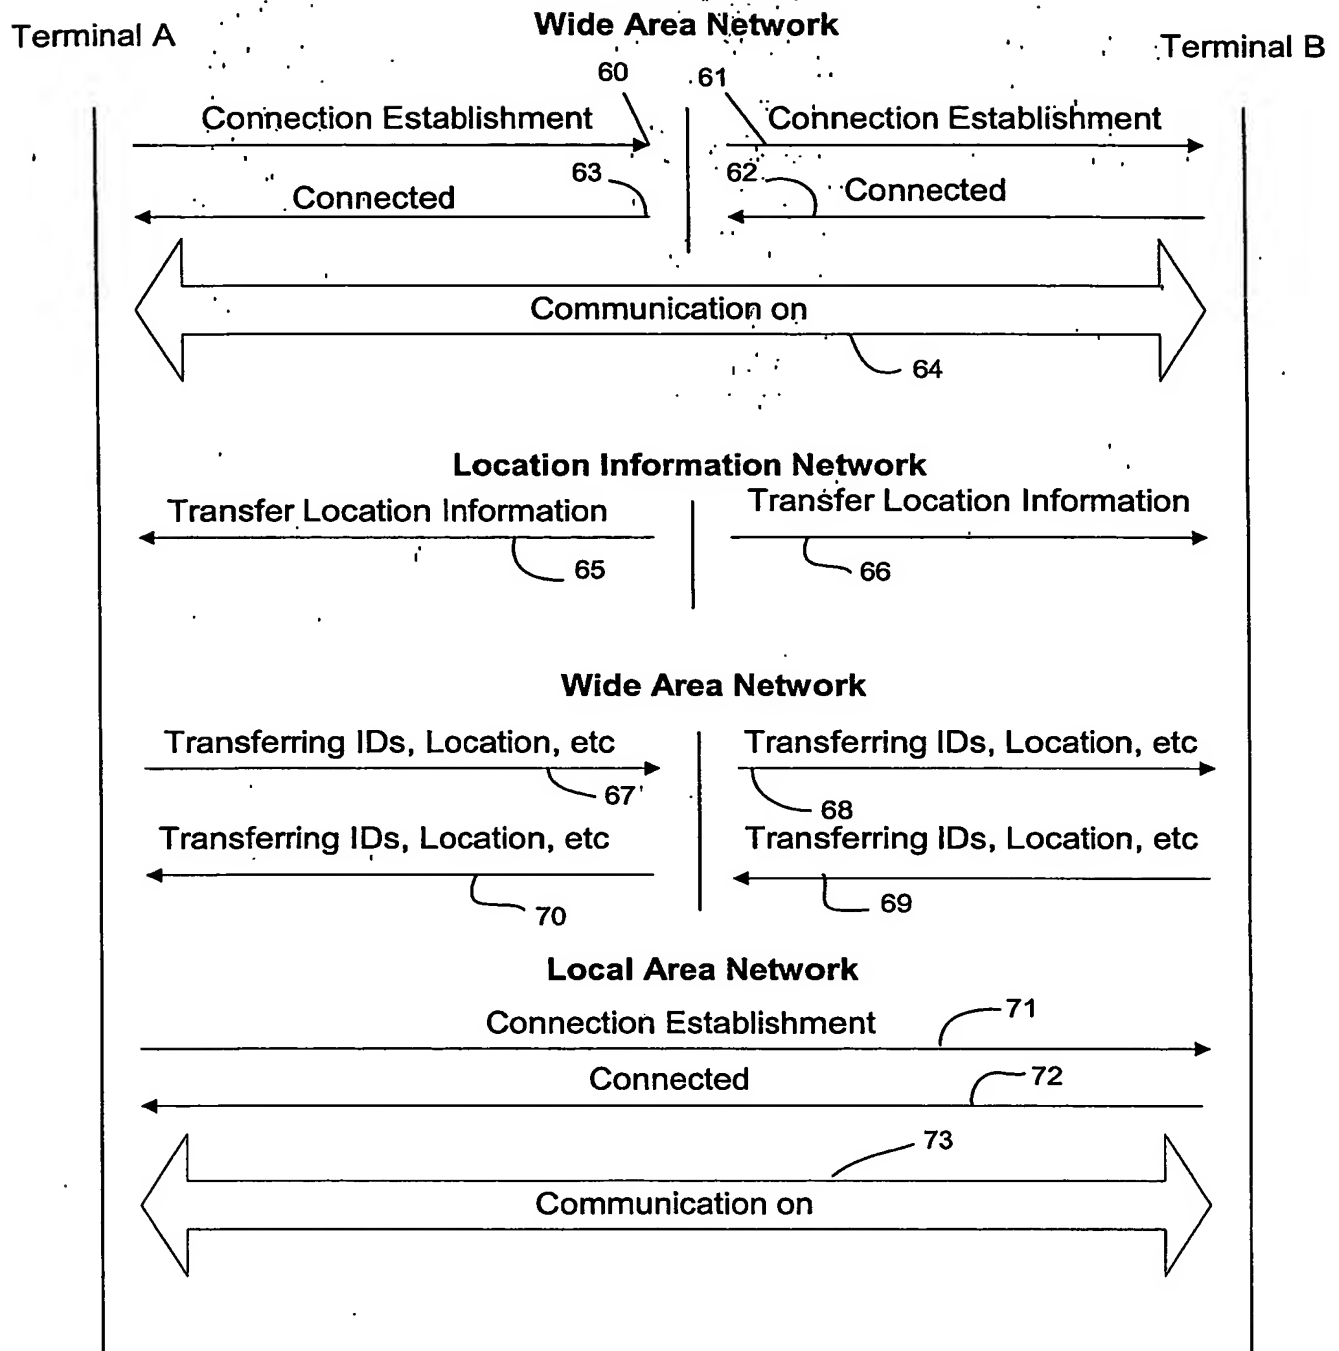 Wide Area Network
Terminal A
Terminal B
60
61
Connection Establishment
Connection Establishment
63
62
Connected
Connected
Communication on
64
Location Information Network
Transfer Location Information
Transfer Location Information
65
66
Wide Area Network
Transferring IDs, Location, etc
Transferring IDs, Location, etc
67
68
Transferring IDs, Location, etc
Transferring IDs, Location, etc
70
69
Local Area Network
71
Connection Establishment
72
Connected
73
Communication on